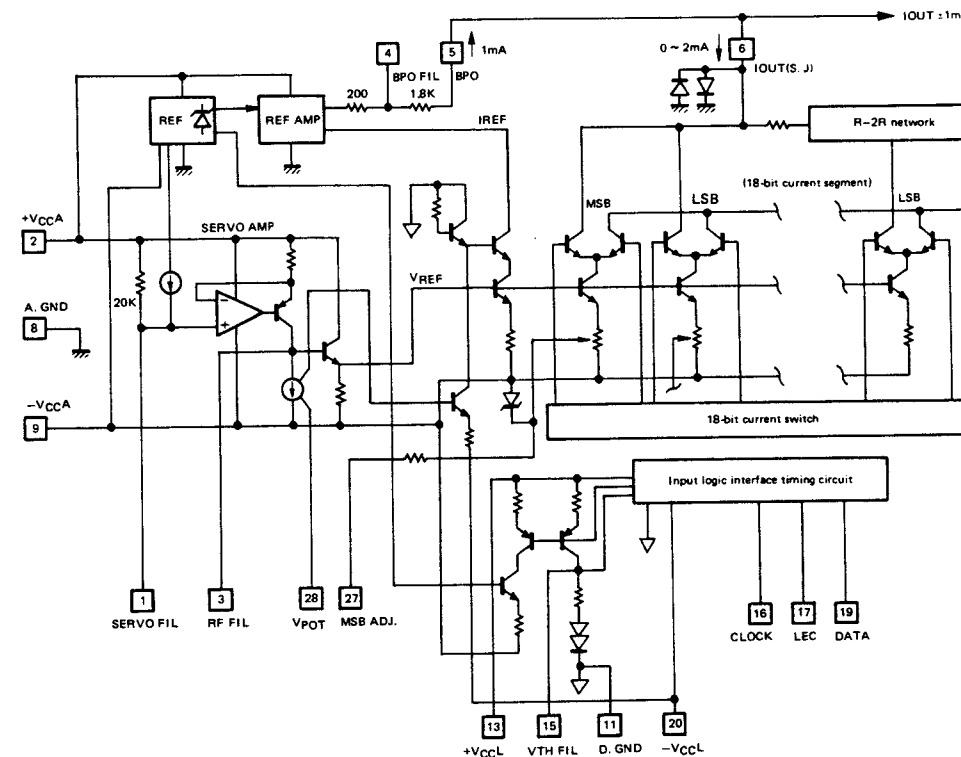 IOUT ±1m
4
5
1mA
0 ~ 2mA
6
BPO FIL
BPO
IOUT(S. J)
200
1.8K
REF
REF AMP
R-2R network
IREF
(18-bit current segment)
MSB
LSB
LSB
+VCCA
2
SERVO AMP
VREF
20K
A. GND
8
−
+
-VCCA
9
18-bit current switch
Input logic interface timing circuit
1
3
28
27
SERVO FIL
RF FIL
VPOT
MSB ADJ.
16
17
19
CLOCK
LEC
DATA
13
15
11
20
+VCCL
VTH FIL
D. GND
-VCCL